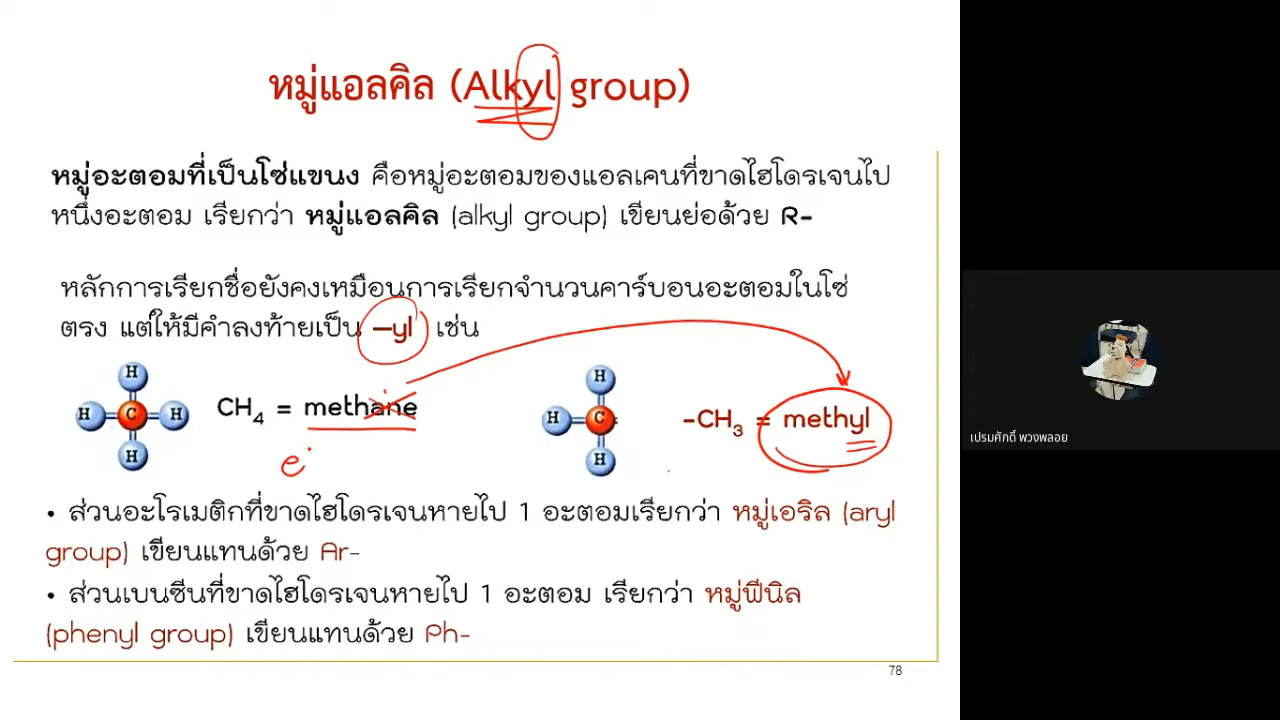 หมู่แอลคิล (Alkyl group)
หมู่อะตอมที่เป็นโซ่แขนง คือหมู่อะตอมของแอลเคนที่ขาดไฮโดรเจนไป
หนึ่งอะตอม เรียกว่า หมู่แอลคิล (alkyl group) เขียนย่อด้วย R-
หลักการเรียกชื่อยังคงเหมือนการเรียกจำนวนคาร์บอนอะตอมในโซ่
ตรง แต่ให้มีคำลงท้ายเป็น –yl เช่น
H
H C H
H
CH4 = methane
H
H C
H
-CH3 = methyl
• ส่วนอะโรเมติกที่ขาดไฮโดรเจนหายไป 1 อะตอมเรียกว่า หมู่เอริล (aryl
group) เขียนแทนด้วย Ar-
• ส่วนเบนซีนที่ขาดไฮโดรเจนหายไป 1 อะตอม เรียกว่า หมู่ฟีนิล
(phenyl group) เขียนแทนด้วย Ph-
78
เปรมศักดิ์ พวงพลอย